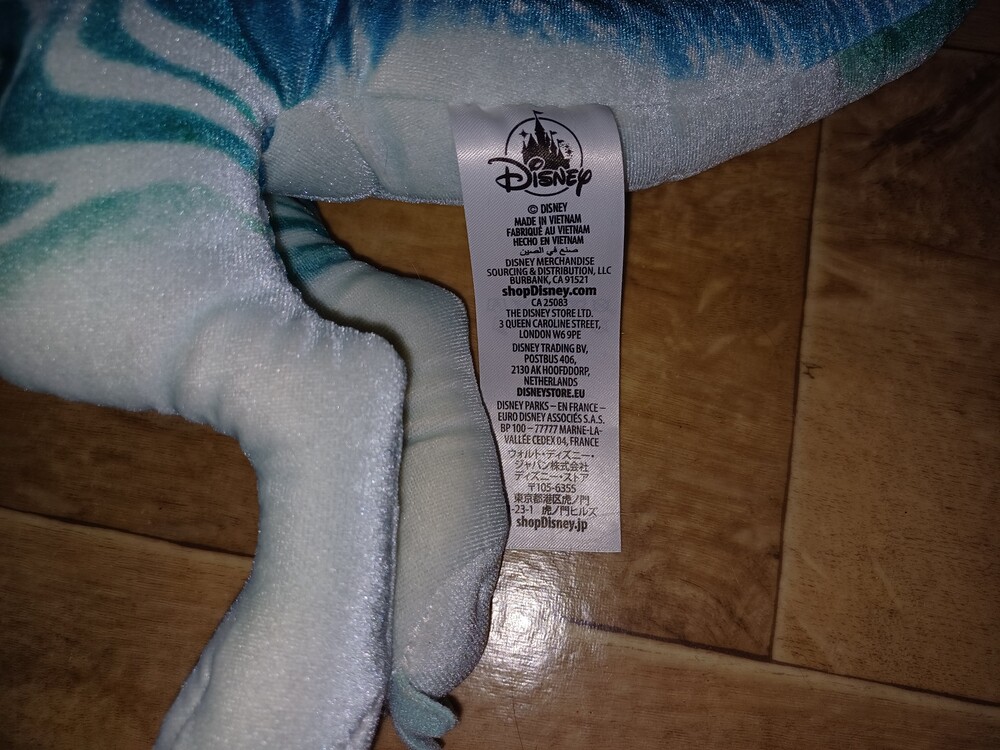 Disney
© DISNEY
MADE IN VIETNAM
FABRIQUÉ AU VIETNAM
HECHO EN VIETNAM
صنع في الصين
DISNEY MERCHANDISE
SOURCING & DISTRIBUTION, LLC
BURBANK, CA 91521
shopDisney.com
CA 25083
THE DISNEY STORE LTD.
3 QUEEN CAROLINE STREET,
LONDON W6 9PE
DISNEY TRADING BV,
POSTBUS 406,
2130 AK HOOFDDORP,
NETHERLANDS
DISNEYSTORE.EU
DISNEY PARKS – EN FRANCE –
EURO DISNEY ASSOCIÉS S.A.S.
BP 100 – 77777 MARNE-LA-
VALLÉE CEDEX 04, FRANCE
ウォルト・ディズニー・
ジャパン株式会社
ディズニー・ストア
〒105-6355
東京都港区虎ノ門
-23-1 虎ノ門ヒルズ
shopDisney.jp